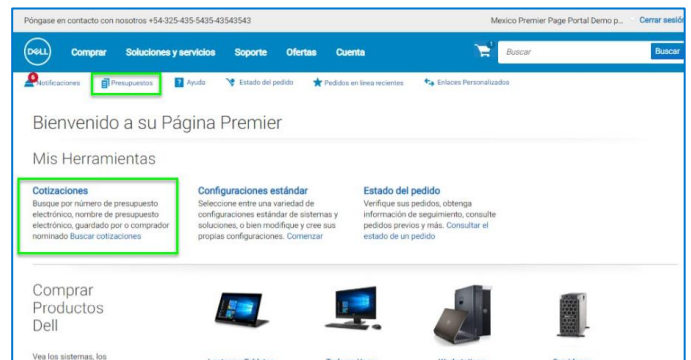 Póngase en contacto con nosotros +54-325-435-5435-43543543
Mexico Premier Page Portal Demo p... Cerrar sesión
DELL Comprar Soluciones y servicios Soporte Ofertas Cuenta Buscar Buscar
6
Notificaciones Presupuestos ? Ayuda Estado del pedido Pedidos en línea recientes Enlaces Personalizados
Bienvenido a su Página Premier
Mis Herramientas
Cotizaciones
Busque por número de presupuesto
electrónico, nombre de presupuesto
electrónico, guardado por o comprador
nominado Buscar cotizaciones
Configuraciones estándar
Seleccione entre una variedad de
configuraciones estándar de sistemas y
soluciones, o bien modifique y cree sus
propias configuraciones. Comenzar
Estado del pedido
Verifique sus pedidos, obtenga
información de seguimiento, consulte
pedidos previos y más. Consultar el
estado de un pedido
Comprar
Productos
Dell
Vea los sistemas, los